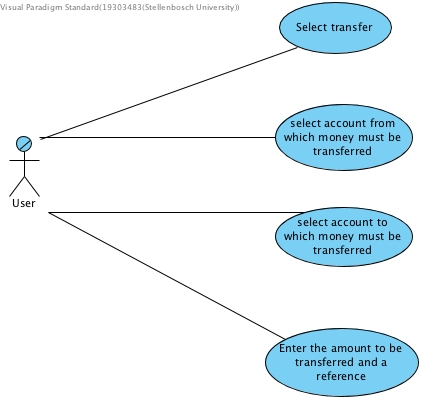 Visual Paradigm Standard(19303483(Stellenbosch University))
Select transfer
select account from
which money must be
transferred
User
select account to
which money must be
transferred
Enter the amount to be
transferred and a
reference